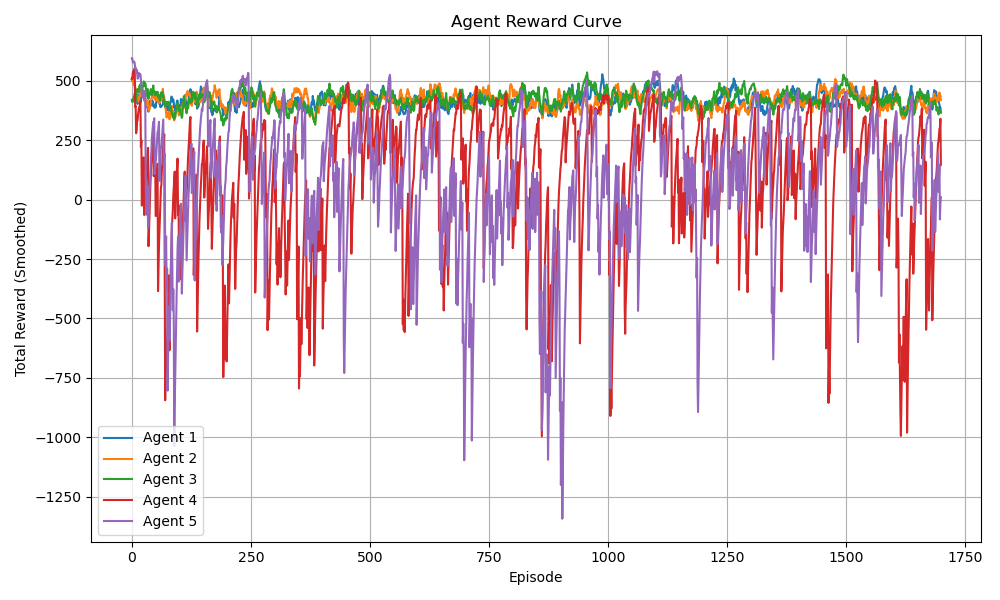 Agent Reward Curve
Total Reward (Smoothed)
500
250
0
−250
−500
−750
−1000
−1250
Agent 1
Agent 2
Agent 3
Agent 4
Agent 5
0 250 500 750 1000 1250 1500 1750
Episode